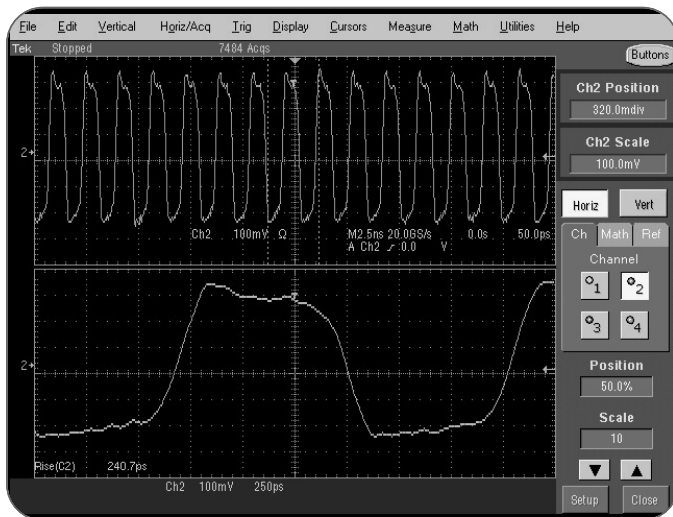 File Edit Vertical Horiz/Acq Trig Display Cursors Measure Math Utilities Help
Tek Stopped 7484 Acqs
Buttons
Ch2 Position
320.0mdiv
Ch2 Scale
100.0mV
2
Ch2 100mV Ω M2.5ns 20.0GS/s 0.0s 50.0ps
A Ch2 0.0 V
Horiz Vert
Ch Math Ref
Channel
1 2
3 4
2
Position
50.0%
Scale
10
Rise(C2) 240.7ps
Ch2 100mV 250ps
Setup Close